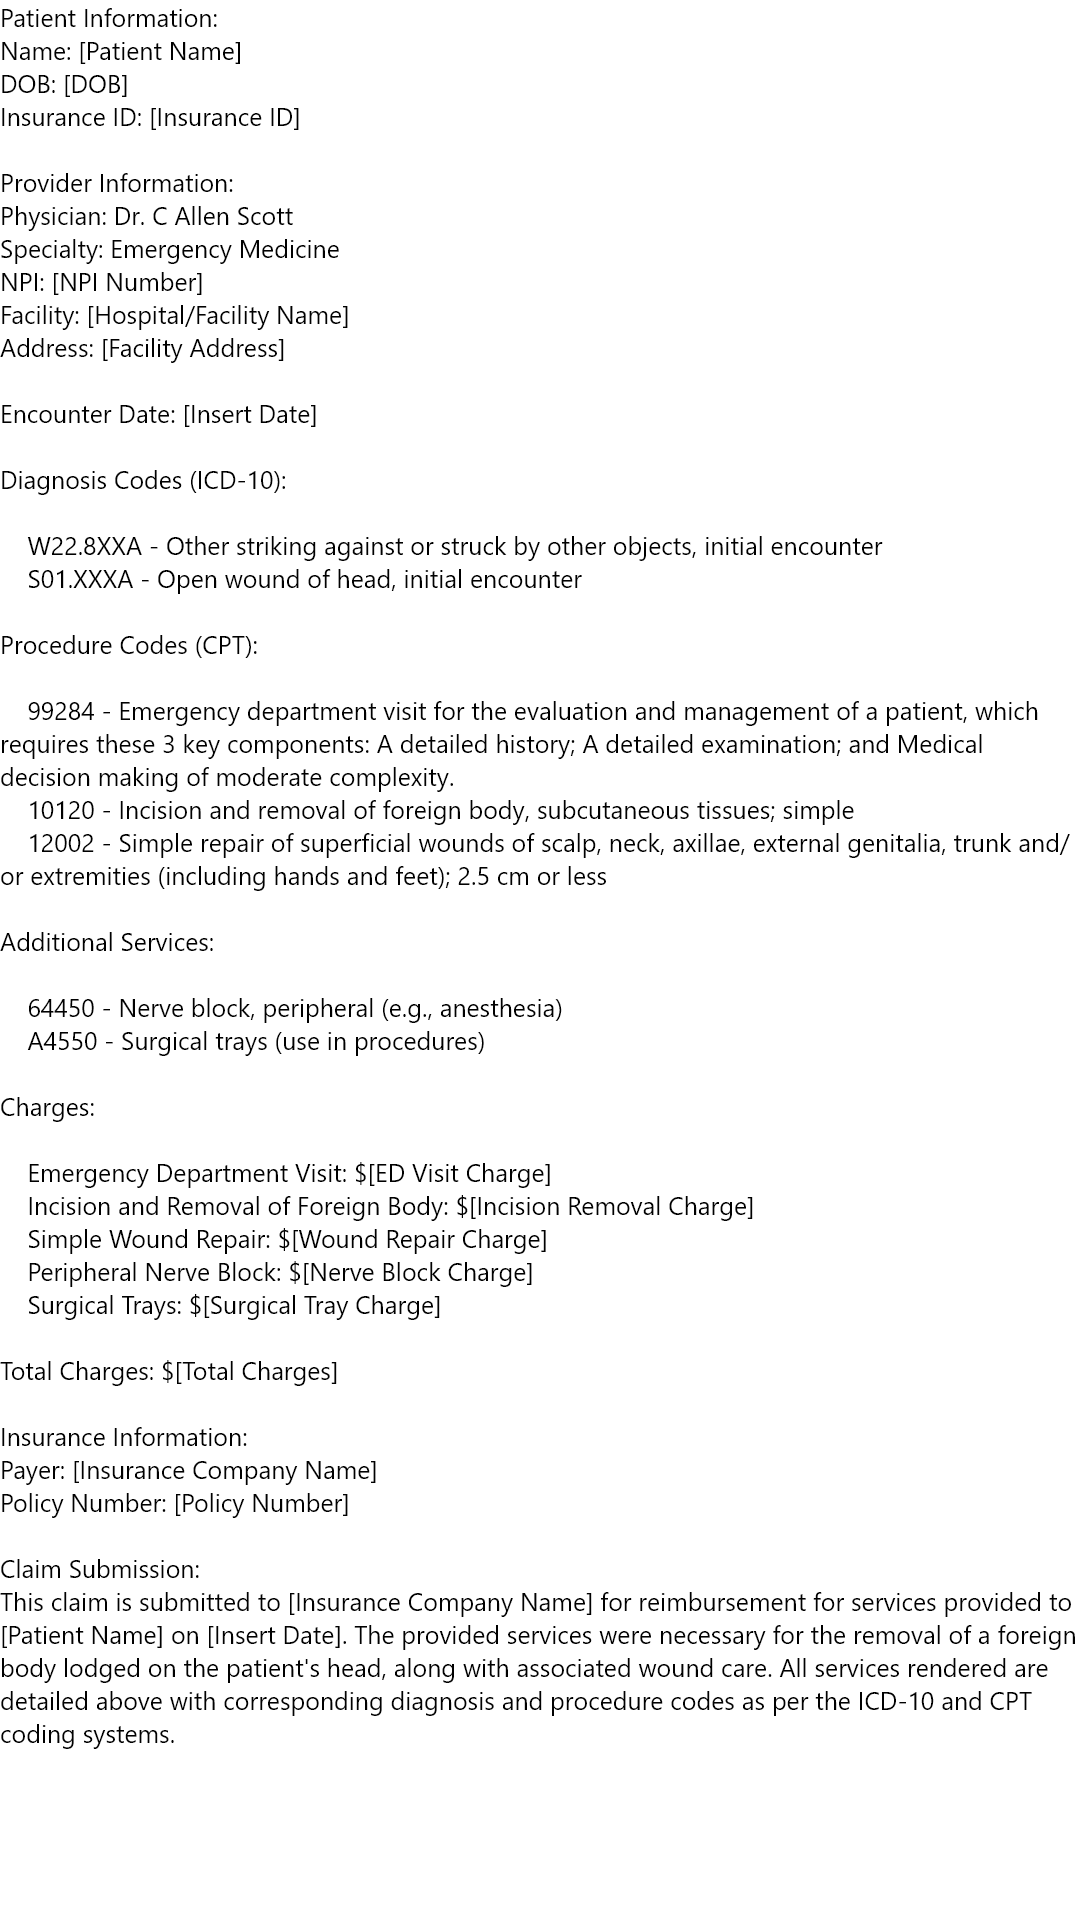 Patient Information:
Name: [Patient Name]
DOB: [DOB]
Insurance ID: [Insurance ID]

Provider Information:
Physician: Dr. C Allen Scott
Specialty: Emergency Medicine
NPI: [NPI Number]
Facility: [Hospital/Facility Name]
Address: [Facility Address]

Encounter Date: [Insert Date]

Diagnosis Codes (ICD-10):

W22.8XXA - Other striking against or struck by other objects, initial encounter
S01.XXXA - Open wound of head, initial encounter

Procedure Codes (CPT):

99284 - Emergency department visit for the evaluation and management of a patient, which
requires these 3 key components: A detailed history; A detailed examination; and Medical
decision making of moderate complexity.
10120 - Incision and removal of foreign body, subcutaneous tissues; simple
12002 - Simple repair of superficial wounds of scalp, neck, axillae, external genitalia, trunk and/
or extremities (including hands and feet); 2.5 cm or less

Additional Services:

64450 - Nerve block, peripheral (e.g., anesthesia)
A4550 - Surgical trays (use in procedures)

Charges:

Emergency Department Visit: $[ED Visit Charge]
Incision and Removal of Foreign Body: $[Incision Removal Charge]
Simple Wound Repair: $[Wound Repair Charge]
Peripheral Nerve Block: $[Nerve Block Charge]
Surgical Trays: $[Surgical Tray Charge]

Total Charges: $[Total Charges]

Insurance Information:
Payer: [Insurance Company Name]
Policy Number: [Policy Number]

Claim Submission:
This claim is submitted to [Insurance Company Name] for reimbursement for services provided to
[Patient Name] on [Insert Date]. The provided services were necessary for the removal of a foreign
body lodged on the patient's head, along with associated wound care. All services rendered are
detailed above with corresponding diagnosis and procedure codes as per the ICD-10 and CPT
coding systems.